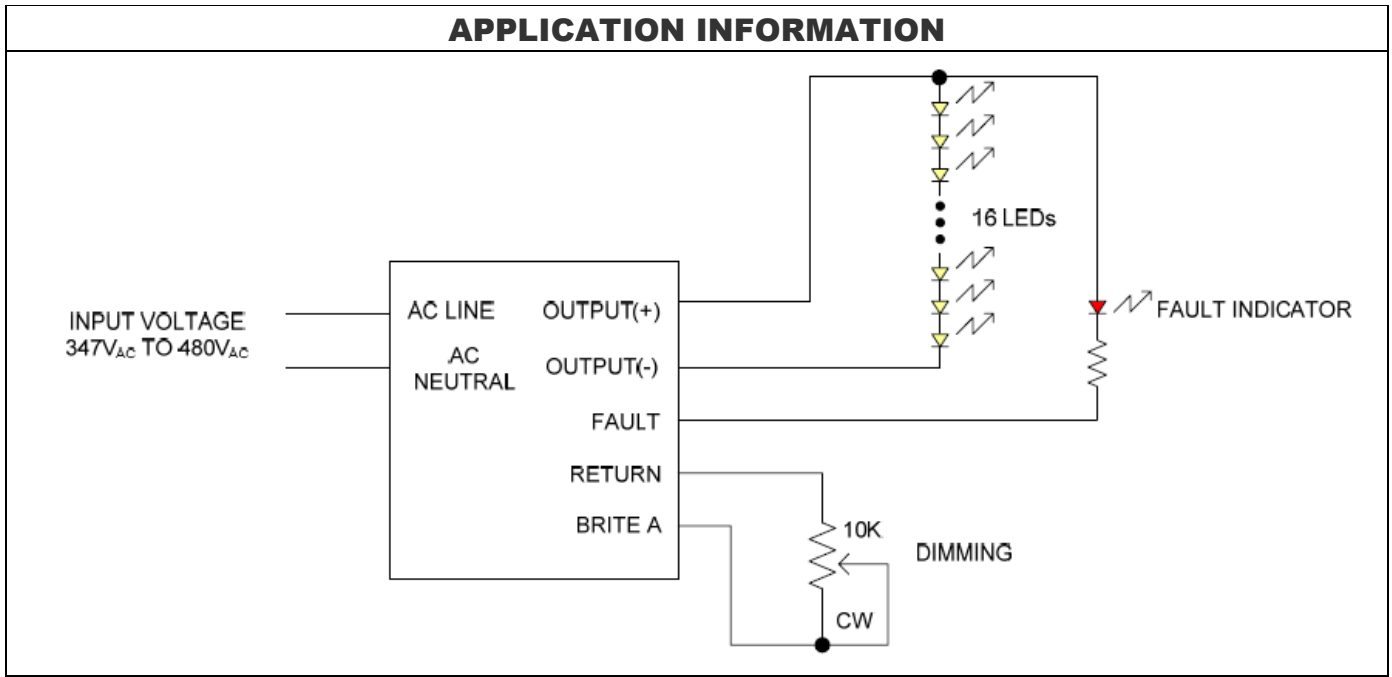 APPLICATION INFORMATION
16 LEDs
INPUT VOLTAGE
347VAC TO 480VAC
AC LINE
AC
NEUTRAL
OUTPUT(+)
OUTPUT(-)
FAULT
RETURN
BRITE A
FAULT INDICATOR
10K
DIMMING
CW